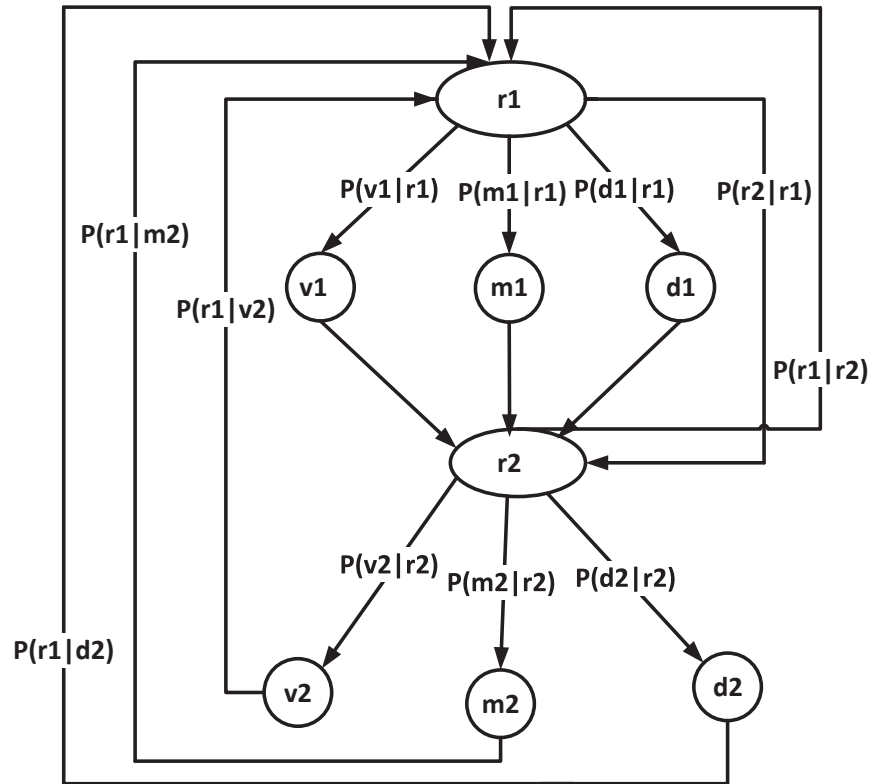 r1
P(v1|r1)
P(m1|r1)
P(d1|r1)
P(r2|r1)
P(r1|m2)
v1
m1
d1
P(r1|v2)
P(r1|r2)
r2
P(v2|r2)
P(m2|r2)
P(d2|r2)
P(r1|d2)
v2
m2
d2